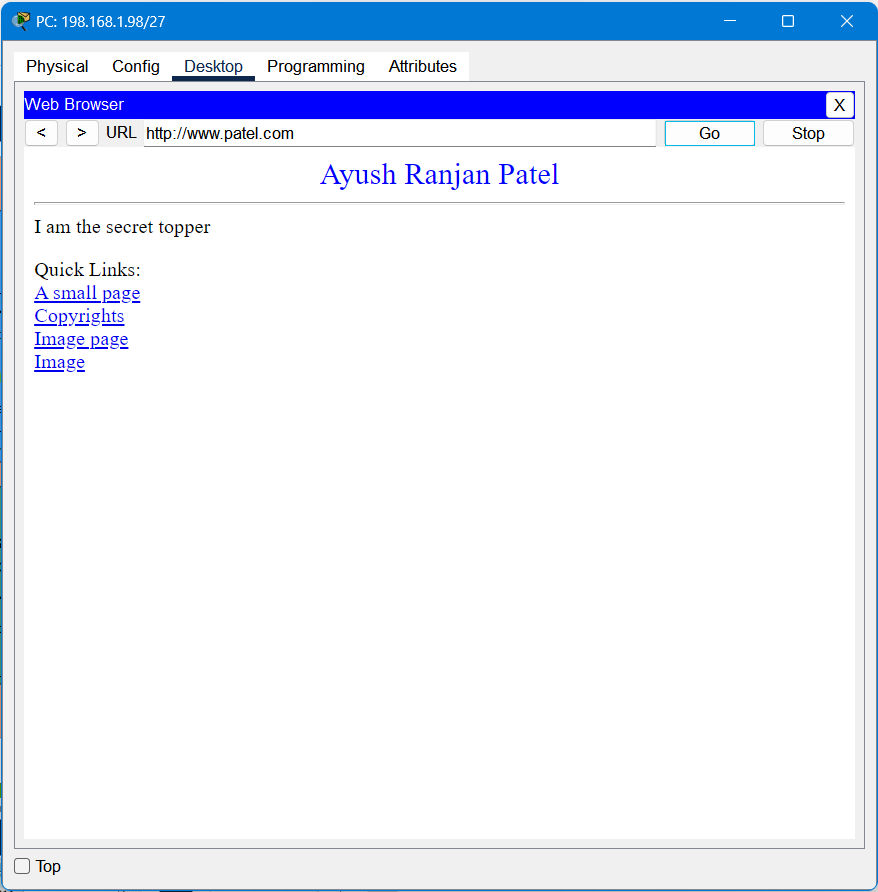 PC: 198.168.1.98/27
Physical Config Desktop Programming Attributes
Web Browser X
< > URL http://www.patel.com Go Stop
Ayush Ranjan Patel
I am the secret topper
Quick Links:
A small page
Copyrights
Image page
Image
Top